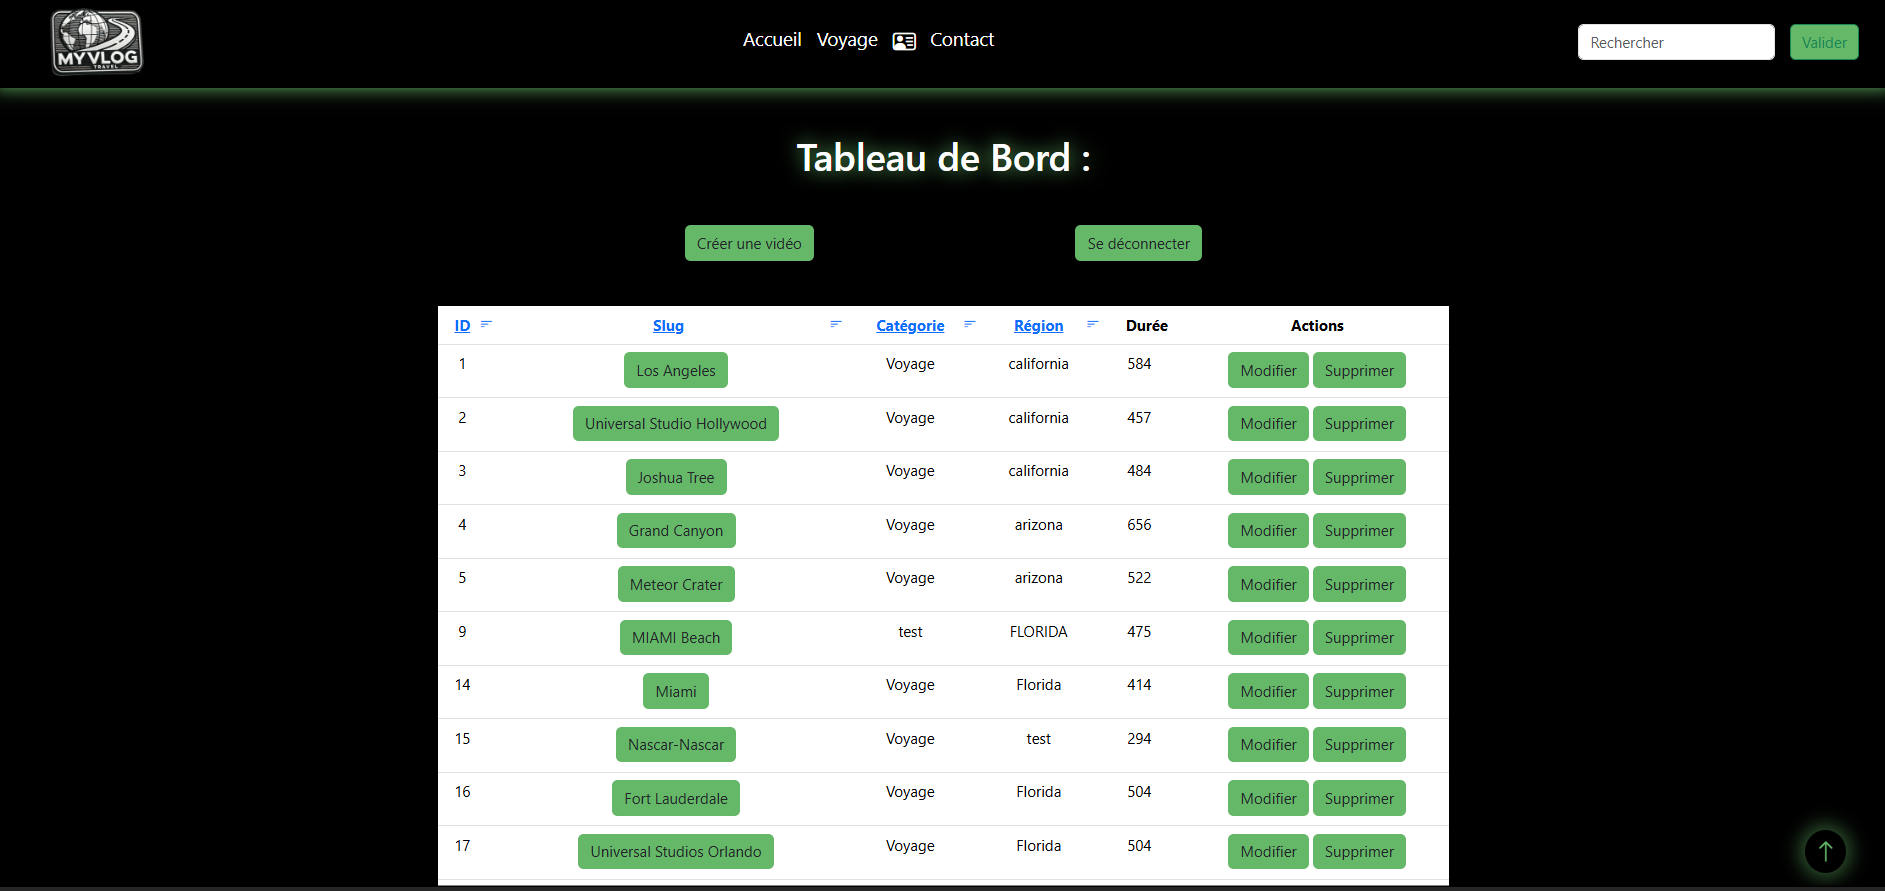 MYVLOG
TRAVEL
Accueil Voyage Contact
Rechercher Valider
Tableau de Bord :
Créer une vidéo Se déconnecter
ID Slug Catégorie Région Durée Actions
1 Los Angeles Voyage california 584 Modifier Supprimer
2 Universal Studio Hollywood Voyage california 457 Modifier Supprimer
3 Joshua Tree Voyage california 484 Modifier Supprimer
4 Grand Canyon Voyage arizona 656 Modifier Supprimer
5 Meteor Crater Voyage arizona 522 Modifier Supprimer
9 MIAMI Beach test FLORIDA 475 Modifier Supprimer
14 Miami Voyage Florida 414 Modifier Supprimer
15 Nascar-Nascar Voyage test 294 Modifier Supprimer
16 Fort Lauderdale Voyage Florida 504 Modifier Supprimer
17 Universal Studios Orlando Voyage Florida 504 Modifier Supprimer